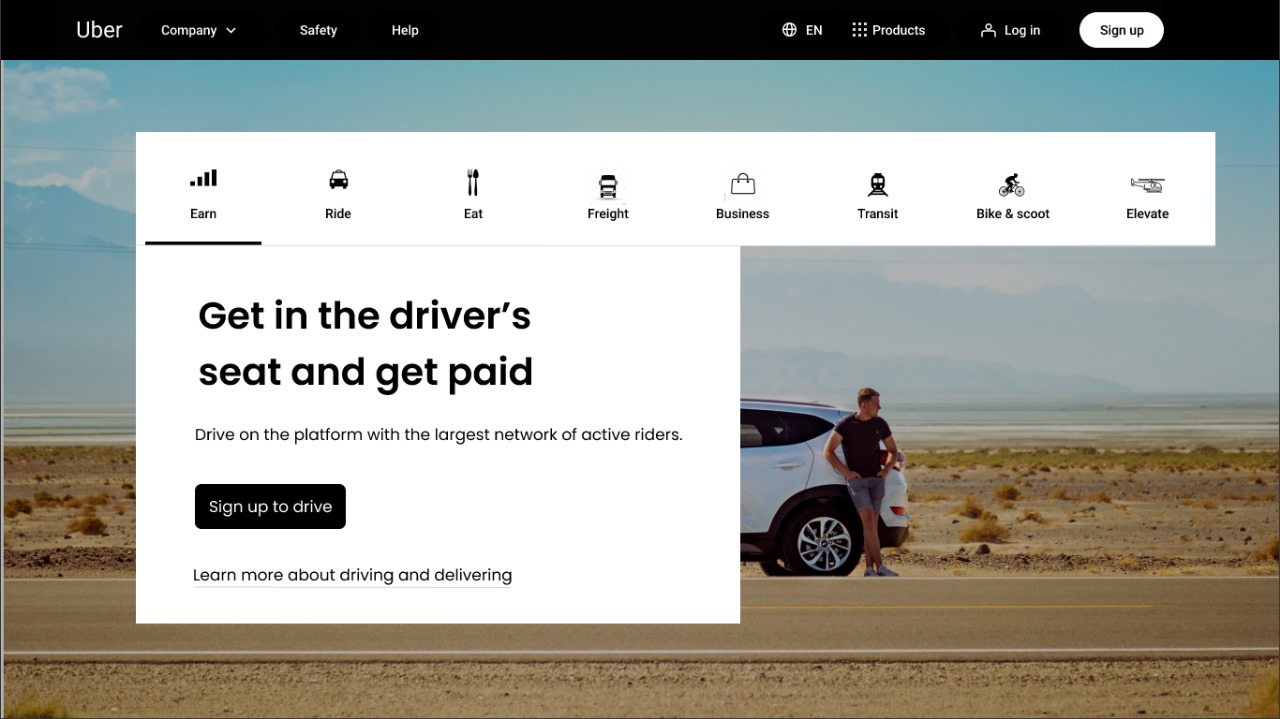 Uber
Company
Safety
Help
EN
Products
Log in
Sign up
Earn
Ride
Eat
Freight
Business
Transit
Bike & scoot
Elevate
Get in the driver’s
seat and get paid
Drive on the platform with the largest network of active riders.
Sign up to drive
Learn more about driving and delivering